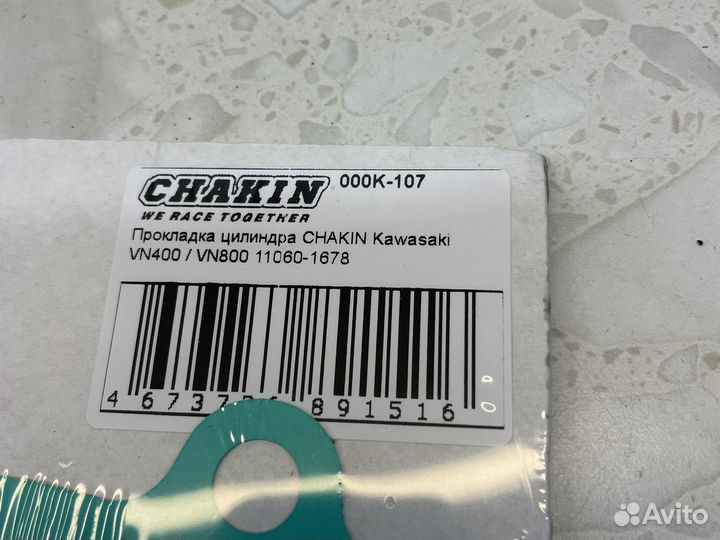 CHAKIN 000K-107
WE RACE TOGETHER
Прокладка цилиндра CHAKIN Kawasaki
VN400 / VN800 11060-1678
Avito